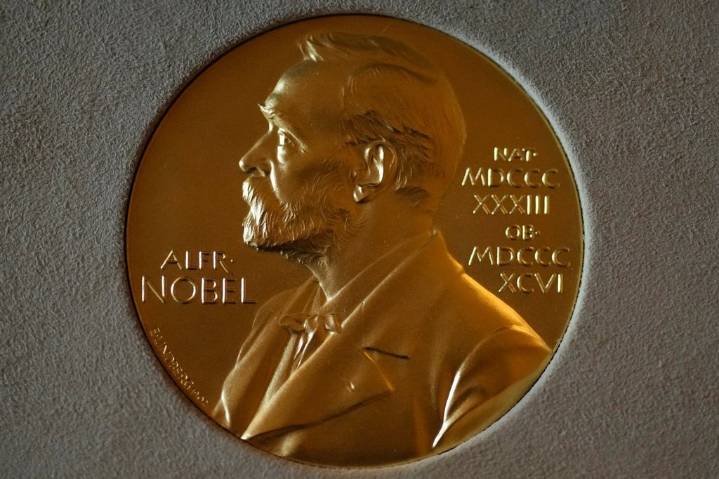 ALFR·
NOBEL
NAT·
MDCCC
XXXIII
OB·
MDCCC
XCVI